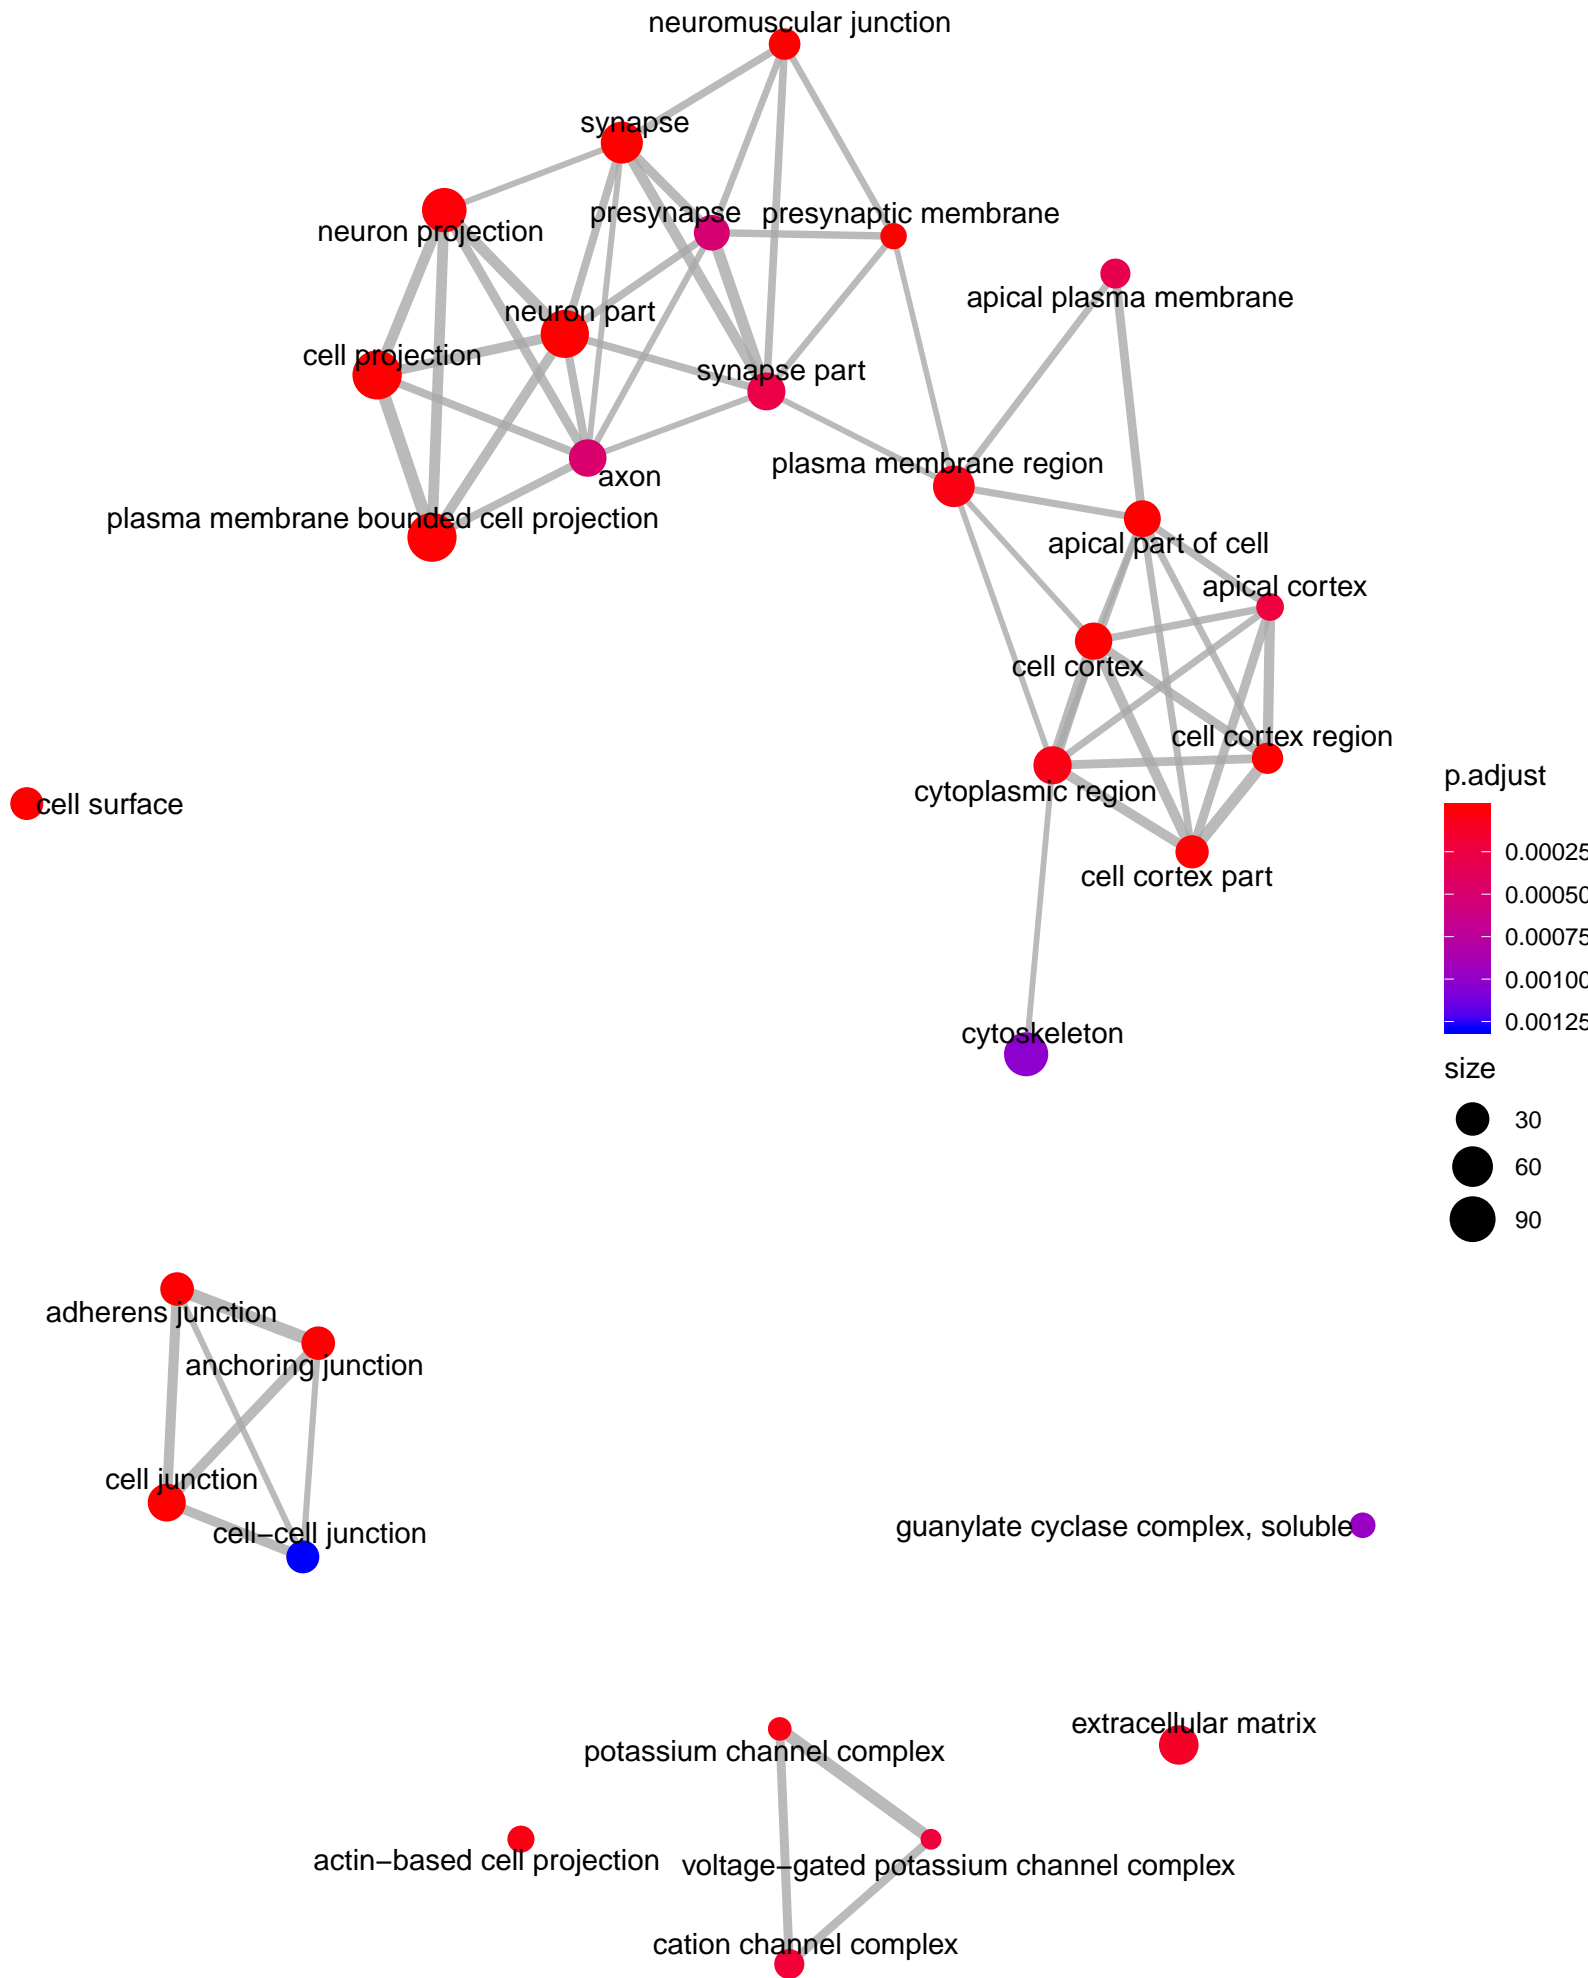 neuromuscular junction
synapse
presynapse
presynaptic membrane
neuron projection
apical plasma membrane
neuron part
cell projection
synapse part
plasma membrane region
axon
plasma membrane bounded cell projection
apical part of cell
apical cortex
cell cortex
cell cortex region
cytoplasmic region
cell surface
cell cortex part
cytoskeleton
p.adjust
0.00025
0.00050
0.00075
0.00100
0.00125
size
30
60
90
adherens junction
anchoring junction
cell junction
cell−cell junction
guanylate cyclase complex, soluble
extracellular matrix
potassium channel complex
actin−based cell projection
voltage−gated potassium channel complex
cation channel complex